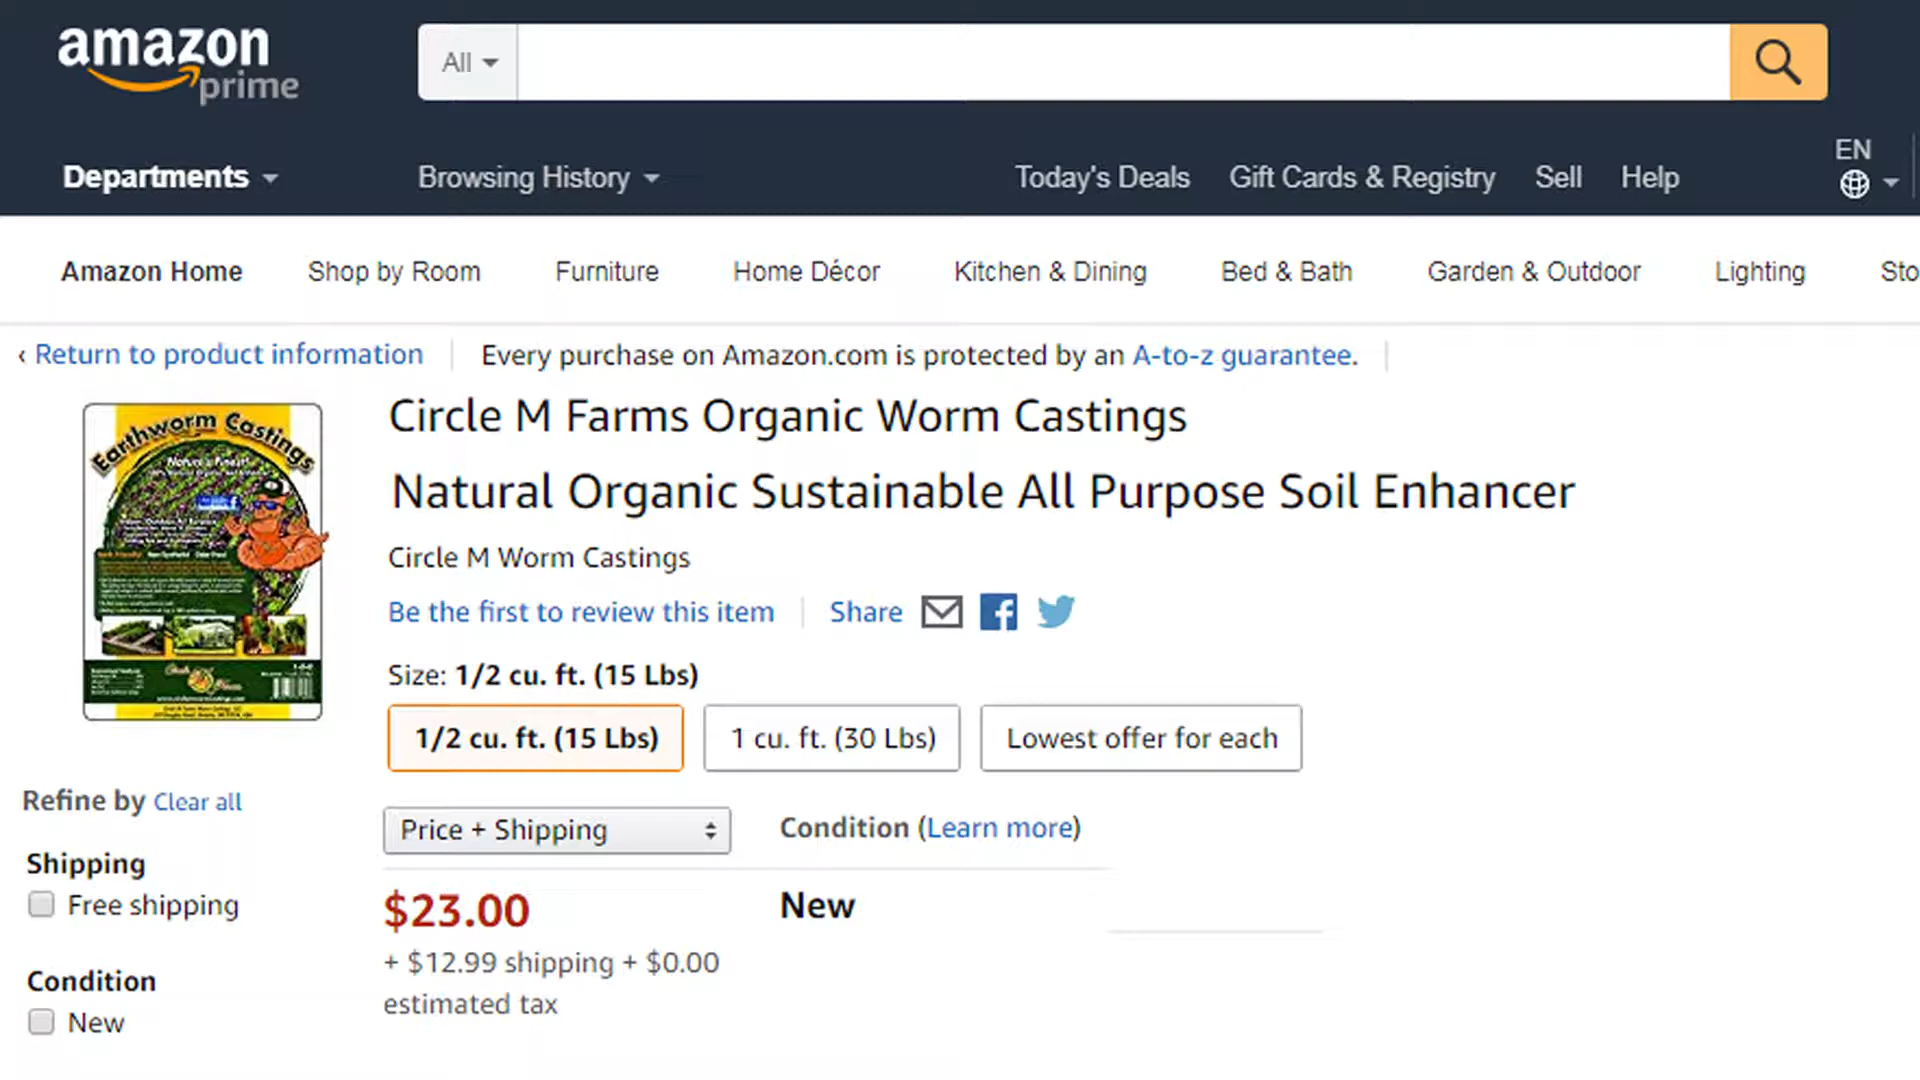 amazon
prime
All
Departments
Browsing History
Today's Deals
Gift Cards & Registry
Sell
Help
EN
Amazon Home
Shop by Room
Furniture
Home Décor
Kitchen & Dining
Bed & Bath
Garden & Outdoor
Lighting
Sto
‹ Return to product information
Every purchase on Amazon.com is protected by an A-to-z guarantee.
Earthworm Castings
Nature's Finest!
Circle M Farms Organic Worm Castings
Natural Organic Sustainable All Purpose Soil Enhancer
Circle M Worm Castings
Be the first to review this item
Share
Size: 1/2 cu. ft. (15 Lbs)
1/2 cu. ft. (15 Lbs)
1 cu. ft. (30 Lbs)
Lowest offer for each
Refine by Clear all
Shipping
Free shipping
Condition
New
Price + Shipping
Condition (Learn more)
$23.00
New
+ $12.99 shipping + $0.00
estimated tax